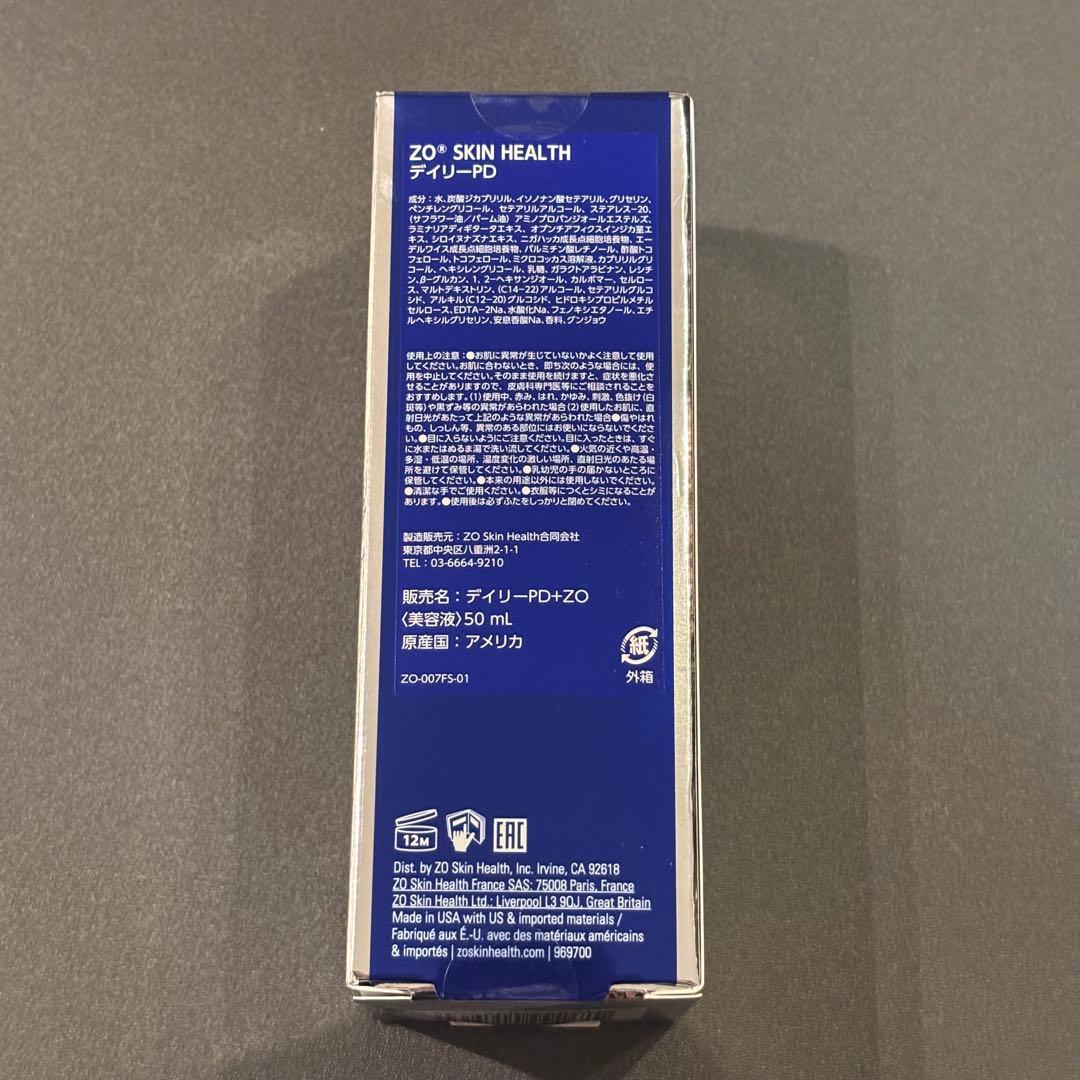 ZO® SKIN HEALTH
デイリーPD
成分：水、炭酸ジカプリリル、イソノナン酸セテアリル、グリセリン、
ペンチレングリコール、セテアリルアルコール、ステアレス-20、
(サフラワー油／パーム油) アミノプロパンジオールエステルズ、
ラミナリアディギタータエキス、オプンチアフィクスインジカ茎エ
キス、シロイヌナズナエキス、ニガハッカ成長点細胞培養物、エー
デルワイス成長点細胞培養物、パルミチン酸レチノール、酢酸トコ
フェロール、トコフェロール、ミクロコッカス溶解液、カプリリルグリ
コール、ヘキシレングリコール、乳糖、ガラクトアラビナン、レシチ
ン、β-グルカン、1, 2-ヘキサンジオール、カルボマー、セルロー
ス、マルトデキストリン、(C14-22)アルコール、セテアリルグルコ
シド、アルキル(C12-20)グルコシド、ヒドロキシプロピルメチル
セルロース、EDTA-2Na、水酸化Na、フェノキシエタノール、エチ
ルヘキシルグリセリン、安息香酸Na、香料、グンジョウ
使用上の注意：●お肌に異常が生じていないかよく注意して使用
してください。お肌に合わないとき、即ち次のような場合には、使
用を中止してください。そのまま使用を続けますと、症状を悪化さ
せることがありますので、皮膚科専門医等にご相談されることを
おすすめします。(1)使用中、赤み、はれ、かゆみ、刺激、色抜け(白
斑等)や黒ずみ等の異常があらわれた場合(2)使用したお肌に、直
射日光があたって上記のような異常があらわれた場合●傷やはれ
もの、しっしん等、異常のある部位にはお使いにならないでくださ
い。●目に入らないようにご注意ください。目に入ったときは、すぐ
に水またはぬるま湯で洗い流してください。●火気の近くや高温・
多湿・低温の場所、温度変化の激しい場所、直射日光のあたる場
所を避けて保管してください。●乳幼児の手の届かないところに
保管してください。●本来の用途以外には使用しないでください。
●清潔な手でご使用ください。●衣服等につくとシミになることが
あります。●使用後は必ずふたをしっかりと閉めてください。
製造販売元：ZO Skin Health合同会社
東京都中央区八重洲2-1-1
TEL：03-6664-9210
販売名：デイリーPD+ZO
〈美容液〉50 mL
原産国：アメリカ
紙
外箱
ZO-007FS-01
12M
EAC
Dist. by ZO Skin Health, Inc. Irvine, CA 92618
ZO Skin Health France SAS: 75008 Paris, France
ZO Skin Health Ltd.: Liverpool L3 9QJ, Great Britain
Made in USA with US & imported materials /
Fabriqué aux É.-U. avec des matériaux américains
& importés | zoskinhealth.com | 969700